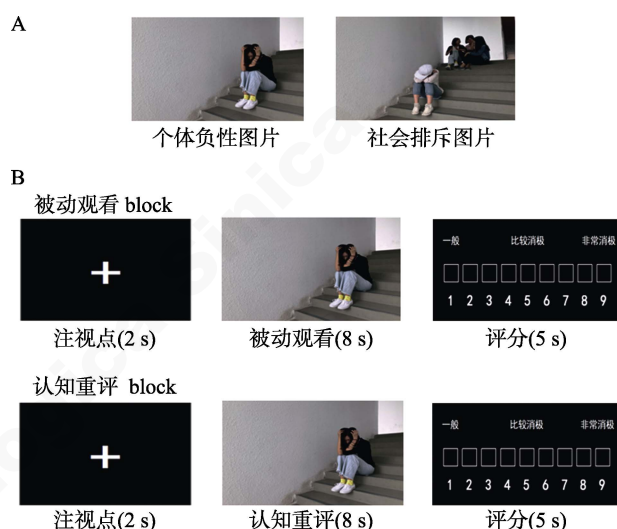 A
个体负性图片 社会排斥图片
B
被动观看 block
一般 比较消极 非常消极
1 2 3 4 5 6 7 8 9
注视点(2 s) 被动观看(8 s) 评分(5 s)
认知重评 block
一般 比较消极 非常消极
1 2 3 4 5 6 7 8 9
注视点(2 s) 认知重评(8 s) 评分(5 s)